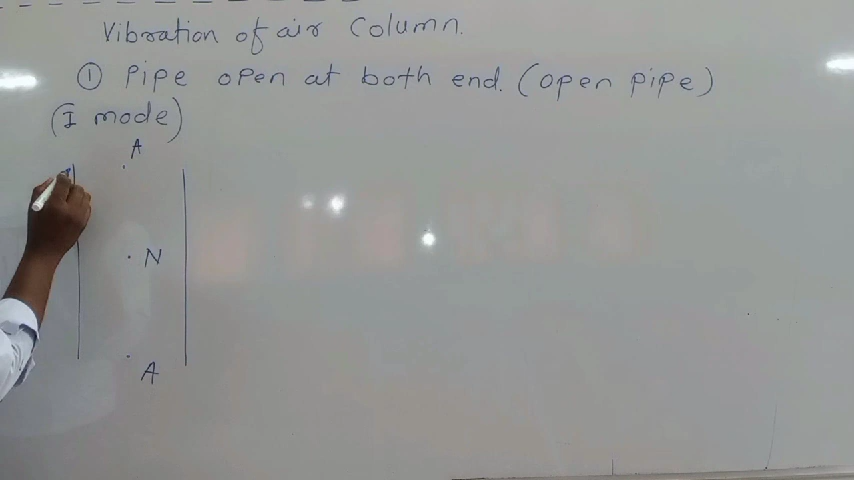 Vibration of air Column.
① Pipe open at both end. (open pipe)
(I mode)
A
N
A